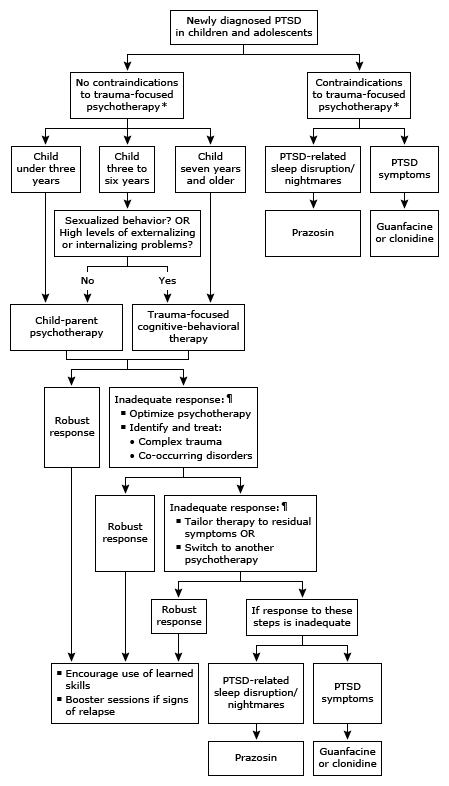 Newly diagnosed PTSD
in children and adolescents
No contraindications
to trauma-focused
psychotherapy*
Contraindications
to trauma-focused
psychotherapy*
Child
under three
years
Child
three to
six years
Child
seven years
and older
PTSD-related
sleep disruption/
nightmares
PTSD
symptoms
Sexualized behavior? OR
High levels of externalizing
or internalizing problems?
Prazosin
Guanfacine
or clonidine
No
Yes
Child-parent
psychotherapy
Trauma-focused
cognitive-behavioral
therapy
Robust
response
Inadequate response:¶
▪ Optimize psychotherapy
▪ Identify and treat:
• Complex trauma
• Co-occurring disorders
Robust
response
Inadequate response:¶
▪ Tailor therapy to residual
symptoms OR
▪ Switch to another
psychotherapy
Robust
response
If response to these
steps is inadequate
▪ Encourage use of learned
skills
▪ Booster sessions if signs
of relapse
PTSD-related
sleep disruption/
nightmares
PTSD
symptoms
Prazosin
Guanfacine
or clonidine